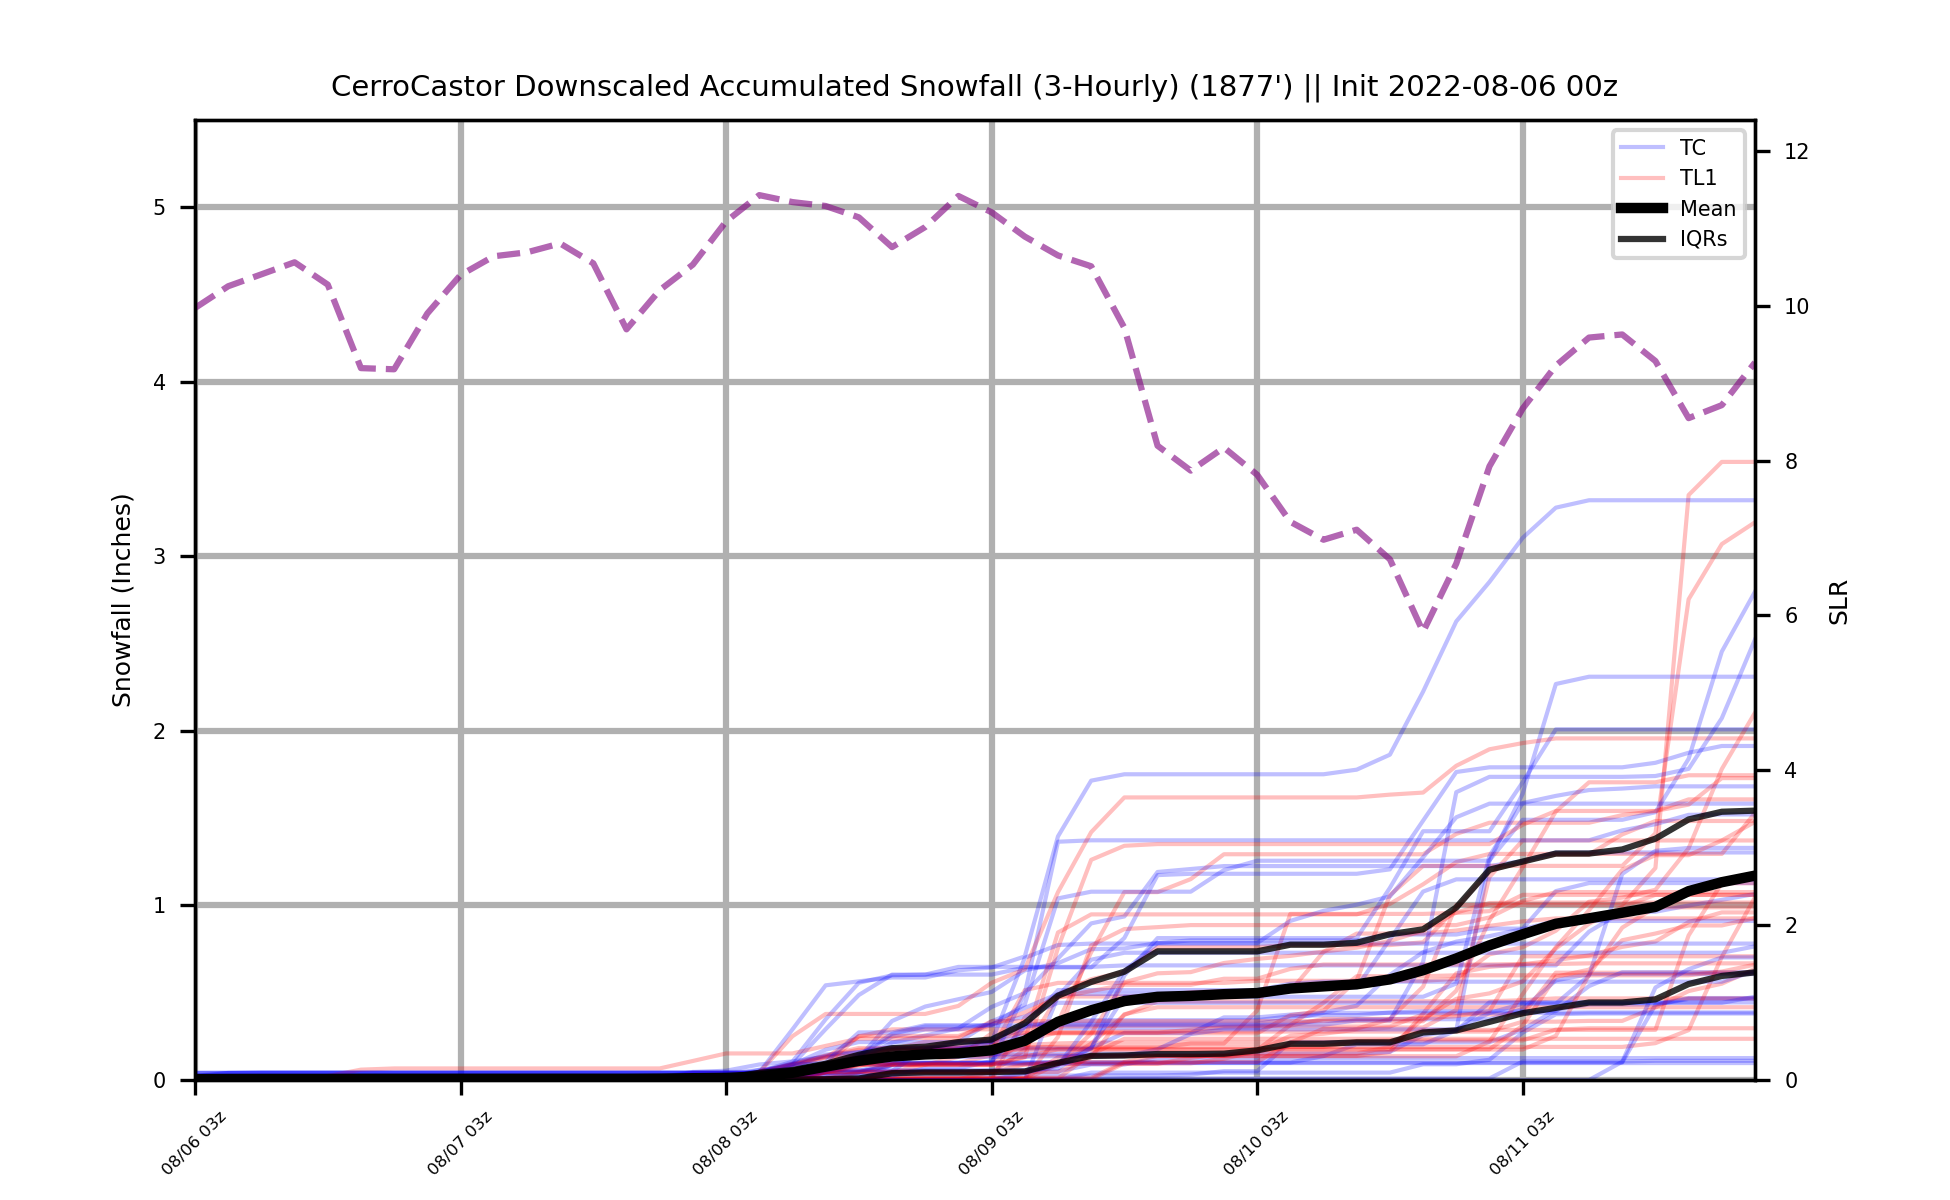 CerroCastor Downscaled Accumulated Snowfall (3-Hourly) (1877') || Init 2022-08-06 00z
TC
TL1
Mean
IQRs
Snowfall (Inches)
5
4
3
2
1
0
12
10
8
6
4
2
0
SLR
08/06 03z
08/07 03z
08/08 03z
08/09 03z
08/10 03z
08/11 03z